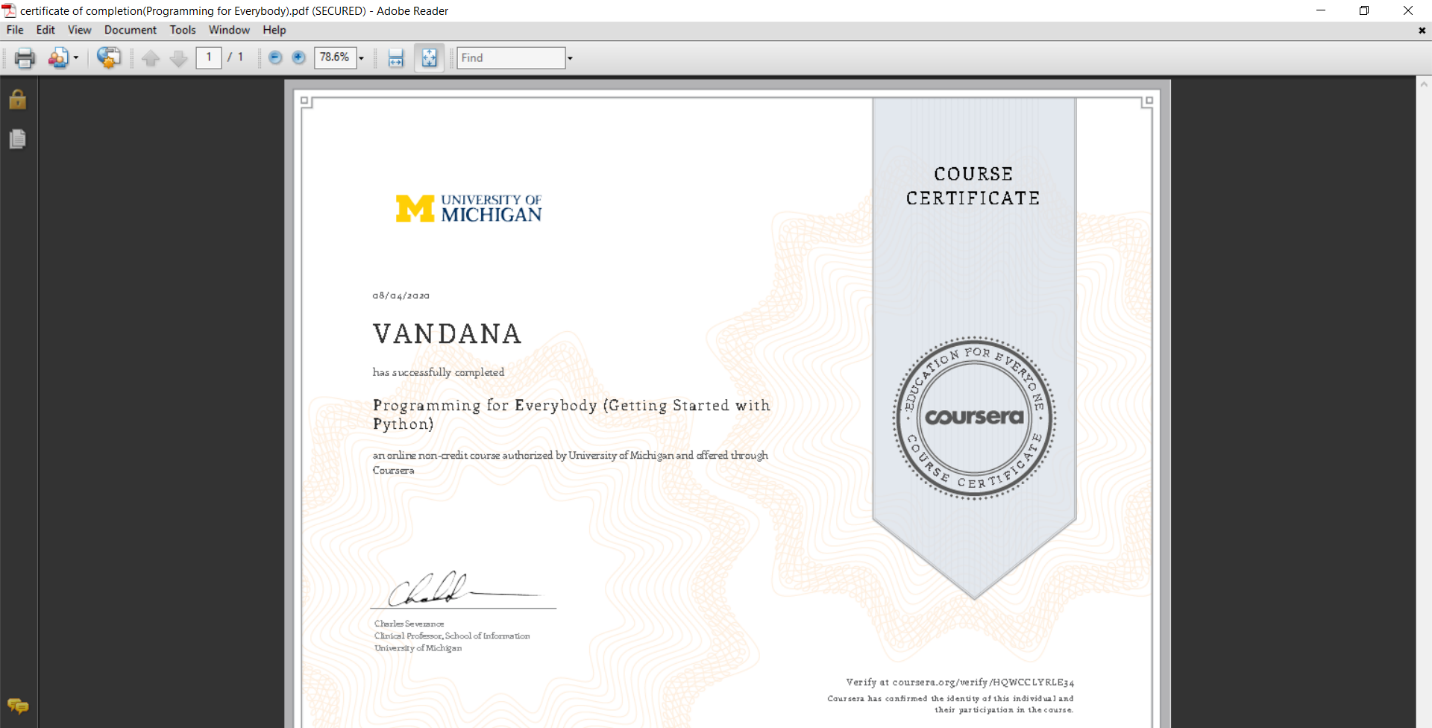 certificate of completion(Programming for Everybody).pdf (SECURED) - Adobe Reader
File Edit View Document Tools Window Help
1 / 1 78.6% Find
COURSE
CERTIFICATE
M UNIVERSITY OF
MICHIGAN
08/04/2020
VANDANA
has successfully completed
Programming for Everybody (Getting Started with
Python)
an online non-credit course authorized by University of Michigan and offered through
Coursera
EDUCATION FOR EVERYONE
coursera
COURSE CERTIFICATE
Charles Severance
Clinical Professor, School of Information
University of Michigan
Verify at coursera.org/verify/HQWCCLYRLE34
Coursera has confirmed the identity of this individual and
their participation in the course.